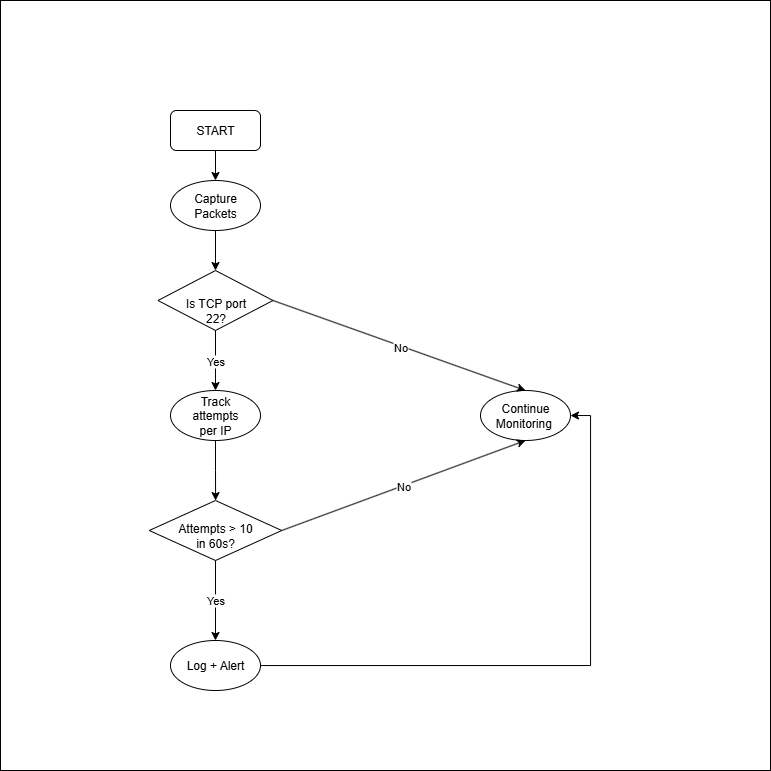 START
Capture
Packets
Is TCP port
22?
No
Yes
Track
attempts
per IP
Continue
Monitoring
No
Attempts > 10
in 60s?
Yes
Log + Alert